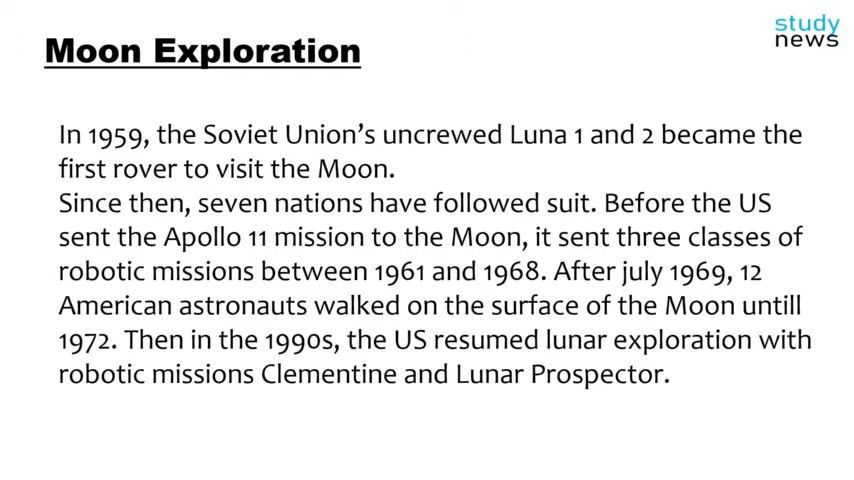 study
news
Moon Exploration
In 1959, the Soviet Union’s uncrewed Luna 1 and 2 became the
first rover to visit the Moon.
Since then, seven nations have followed suit. Before the US
sent the Apollo 11 mission to the Moon, it sent three classes of
robotic missions between 1961 and 1968. After july 1969, 12
American astronauts walked on the surface of the Moon untill
1972. Then in the 1990s, the US resumed lunar exploration with
robotic missions Clementine and Lunar Prospector.